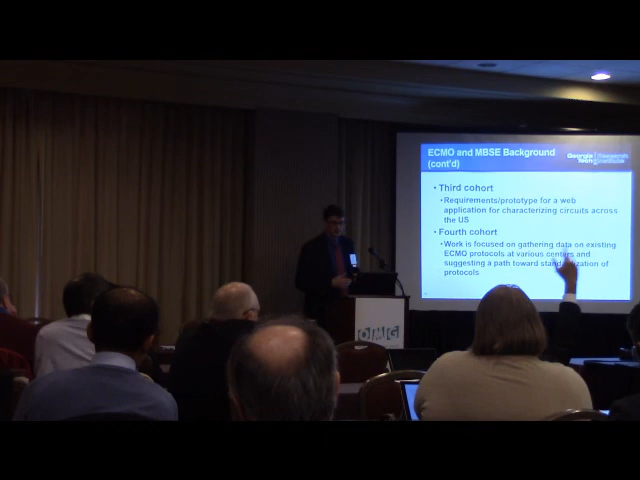 ECMO and MBSE Background
(cont'd)
Georgia Research
Tech Institute
• Third cohort
• Requirements/prototype for a web
application for characterizing circuits across
the US
• Fourth cohort
• Work is focused on gathering data on existing
ECMO protocols at various centers and
suggesting a path toward standardization of
protocols
OMG